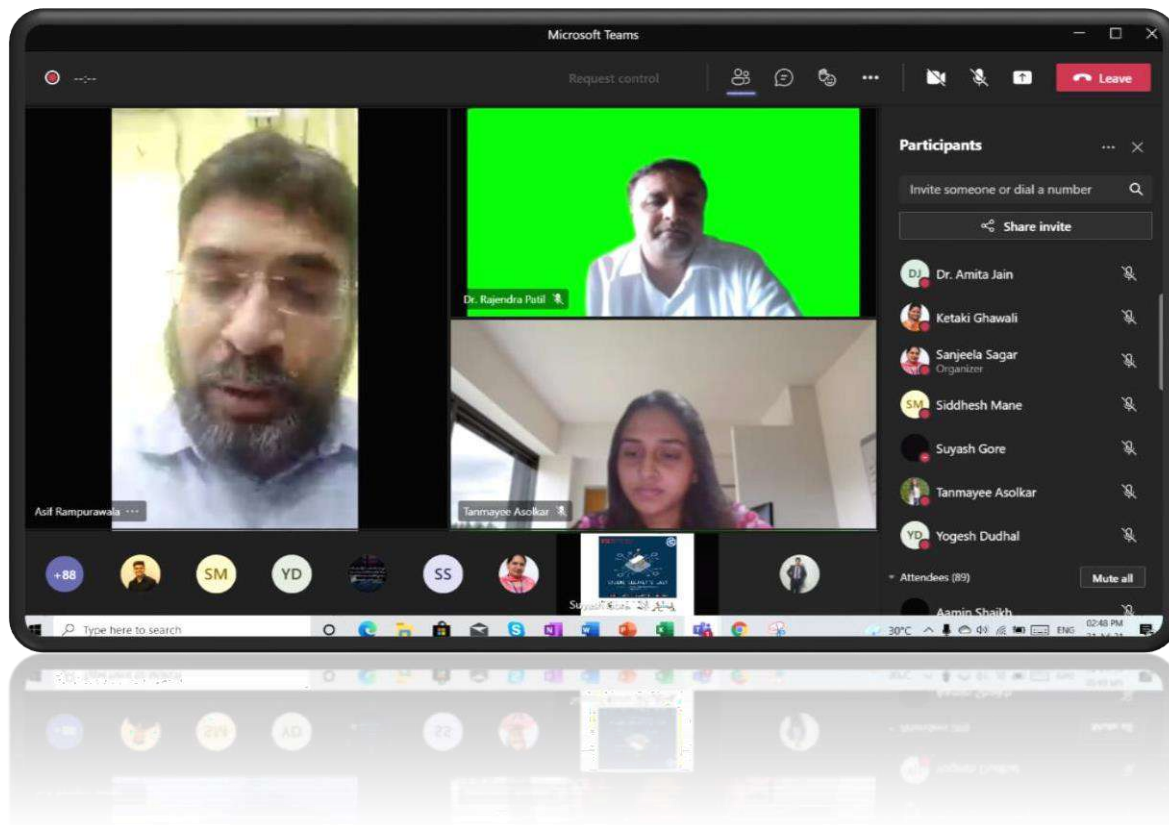 Microsoft Teams
--:--
Request control
Leave
Dr. Rajendra Patil
Asif Rampurawala ...
Tanmayee Asolkar
+88
SM
YD
SS
Suyash Gore
Participants
Invite someone or dial a number
Share invite
DJ Dr. Amita Jain
Ketaki Ghawali
Sanjeela Sagar
Organizer
SM Siddhesh Mane
Suyash Gore
Tanmayee Asolkar
YD Yogesh Dudhal
Attendees (89)
Mute all
Aamin Shaikh
Type here to search
30°C
ENG
02:48 PM